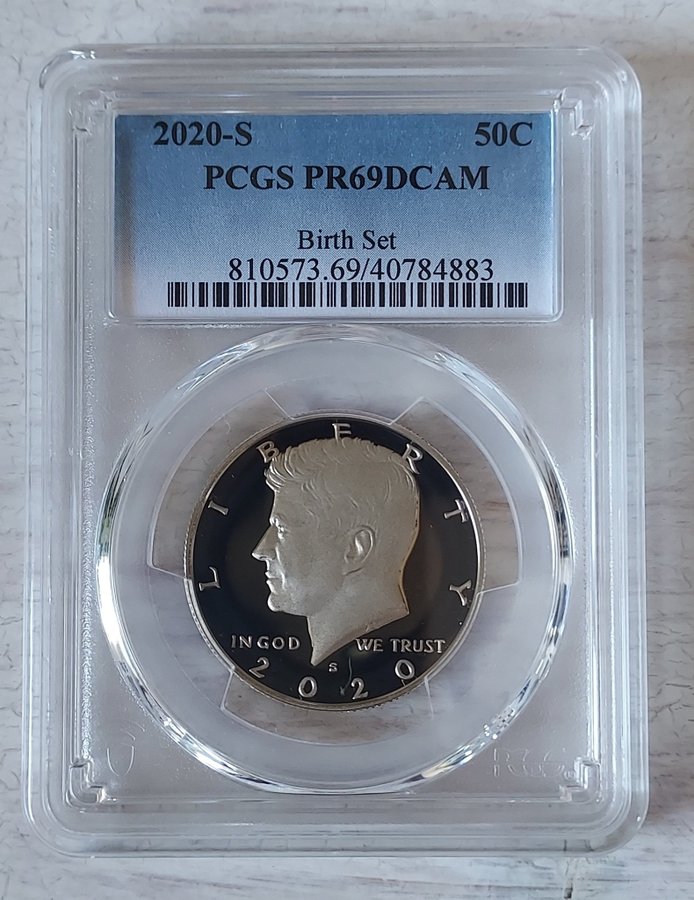 2020-S 50C
PCGS PR69DCAM
Birth Set
810573.69/40784883
LIBERTY
IN GOD WE TRUST
S
2020